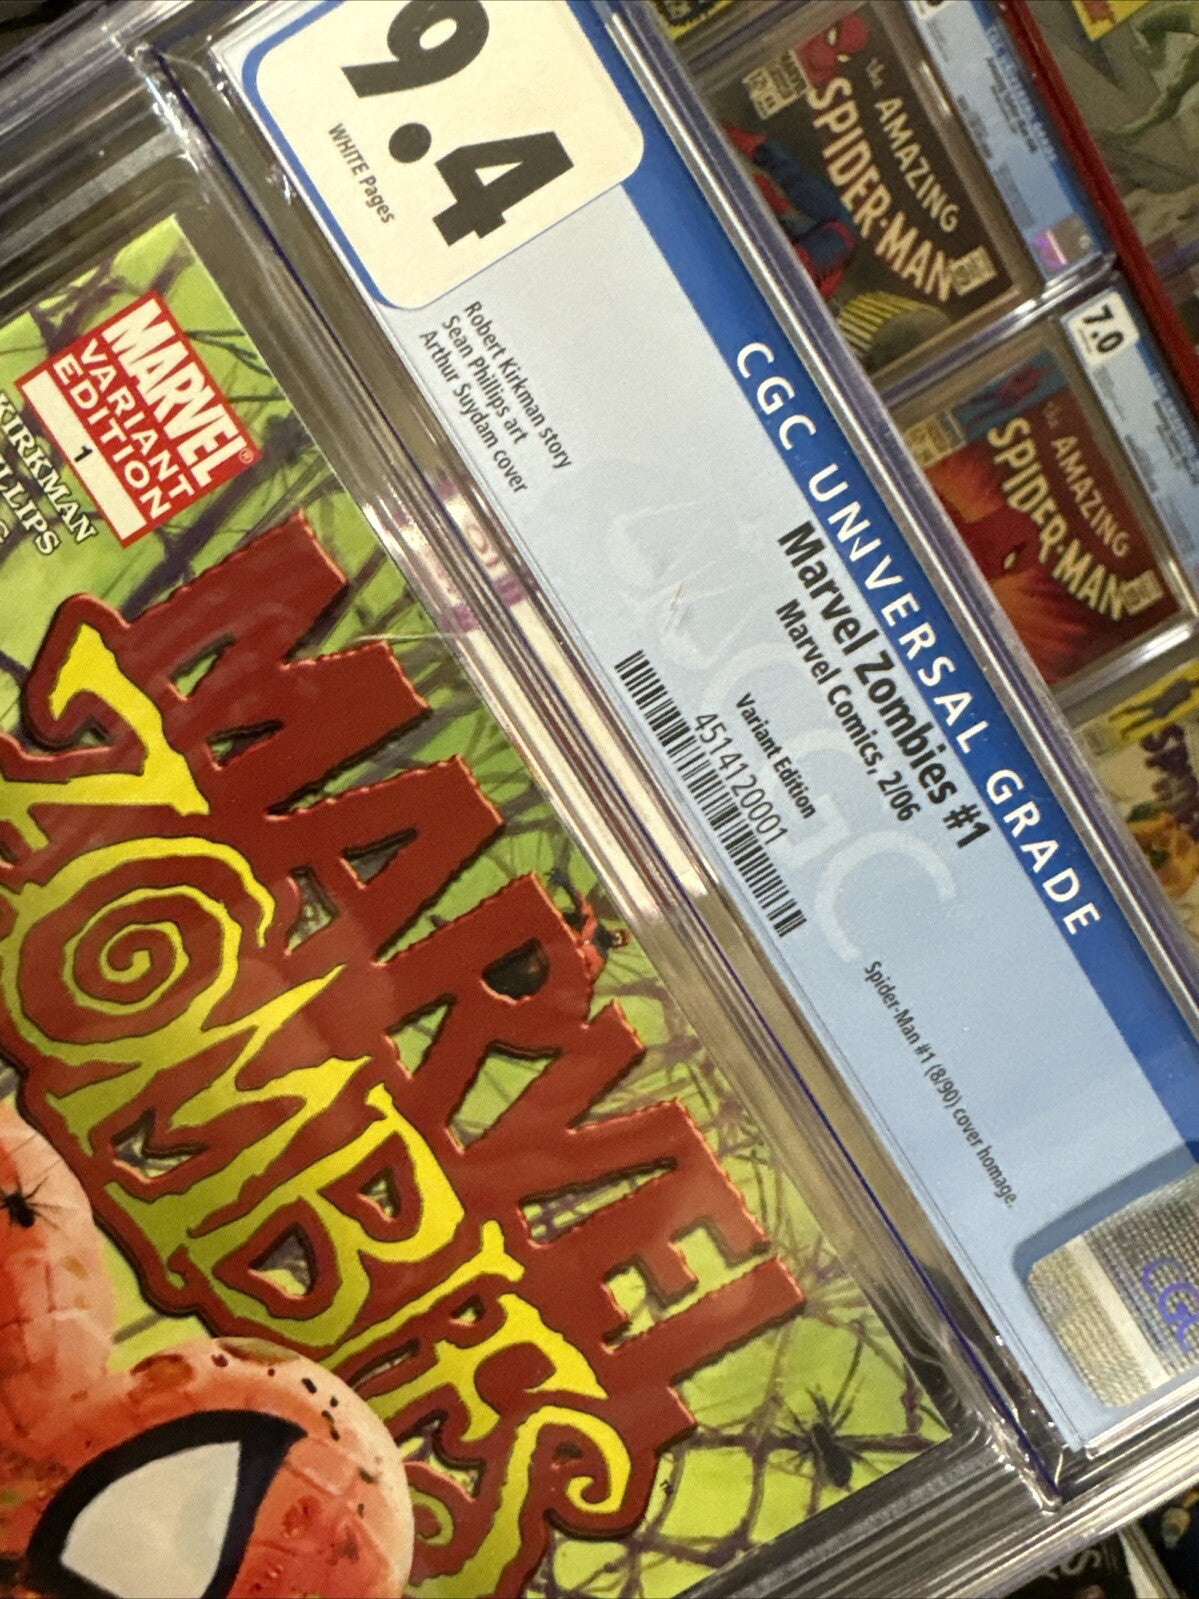 9.4
WHITE Pages
CGC UNIVERSAL GRADE
Marvel Zombies #1
Marvel Comics, 2/06
Variant Edition
4514120001
Robert Kirkman story
Sean Phillips art
Arthur Suydam cover
Spider-Man #1 (8/90) cover homage.
CGC
MARVEL®
VARIANT
EDITION
1
KIRKMAN
MARVEL
ZOMBIES
TM
the AMAZING
SPIDER-MAN
7.0
the AMAZING
SPIDER-MAN